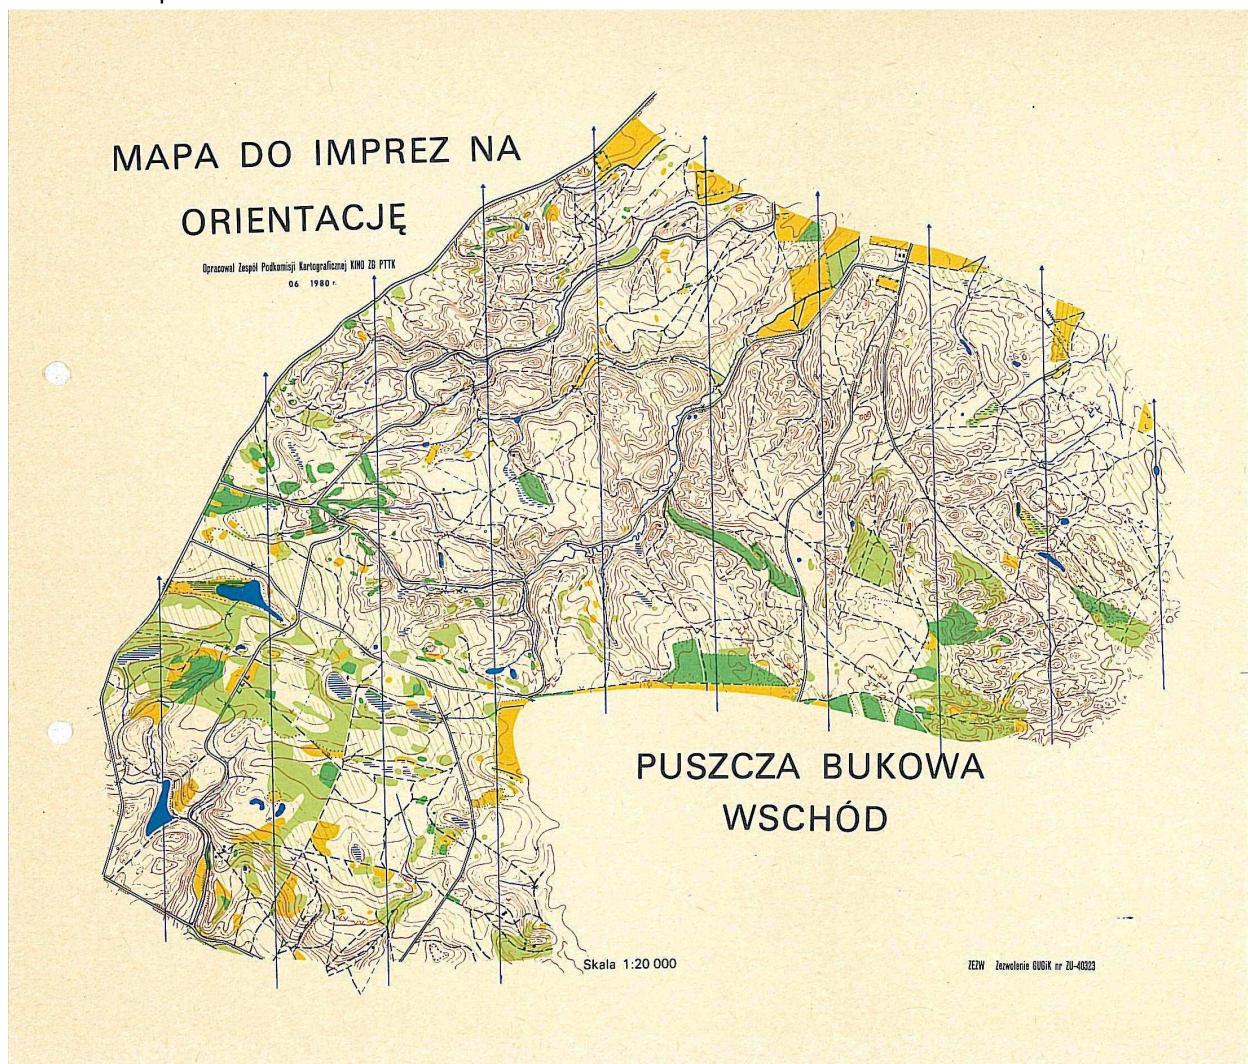 MAPA DO IMPREZ NA
ORIENTACJĘ
Opracował Zespół Podkomisji Kartograficznej KINO ZG PTTK
06 1980 r.
PUSZCZA BUKOWA
WSCHÓD
Skala 1:20 000
ZEZW Zezwolenie GUGiK nr ZU-40323